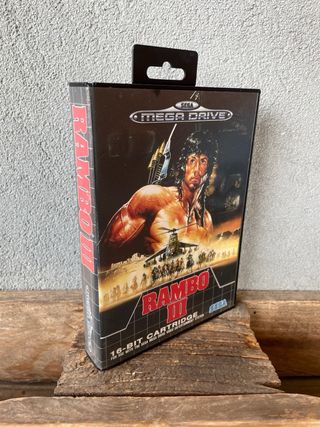 SEGA
MEGA DRIVE
RAMBO III
RAMBO
III
SEGA
16-BIT CARTRIDGE